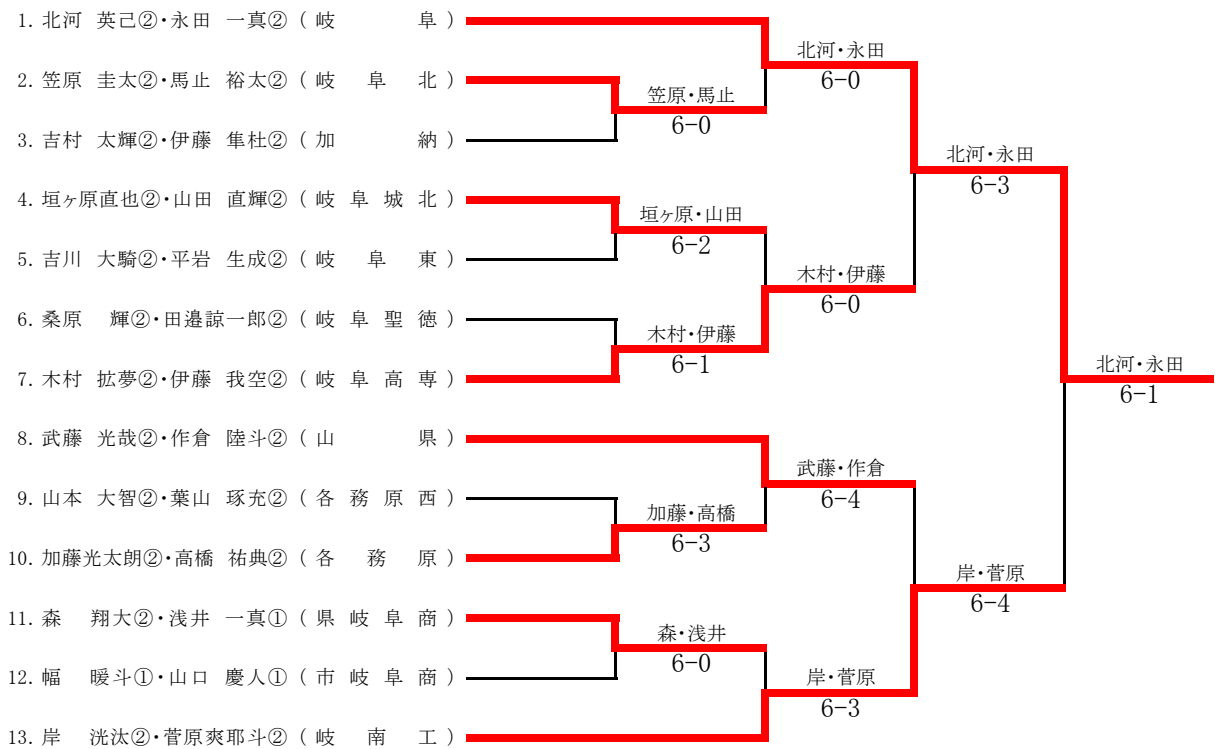 1. 北河 英己②・永田 一真② ( 岐 阜 )
北河・永田
6-0
2. 笠原 圭太②・馬止 裕太② ( 岐 阜 北 )
笠原・馬止
6-0
3. 吉村 太輝②・伊藤 隼杜② ( 加 納 )
北河・永田
6-3
4. 垣ヶ原直也②・山田 直輝② ( 岐 阜 城 北 )
垣ヶ原・山田
6-2
5. 吉川 大騎②・平岩 生成② ( 岐 阜 東 )
木村・伊藤
6-0
6. 桑原 輝②・田邉諒一郎② ( 岐 阜 聖 徳 )
木村・伊藤
6-1
7. 木村 拡夢②・伊藤 我空② ( 岐 阜 高 専 )
北河・永田
6-1
8. 武藤 光哉②・作倉 陸斗② ( 山 県 )
武藤・作倉
6-4
9. 山本 大智②・葉山 琢充② ( 各 務 原 西 )
加藤・高橋
6-3
10. 加藤光太朗②・高橋 祐典② ( 各 務 原 )
岸・菅原
6-4
11. 森 翔大②・浅井 一真① ( 県 岐 阜 商 )
森・浅井
6-0
12. 幅 暖斗①・山口 慶人① ( 市 岐 阜 商 )
岸・菅原
6-3
13. 岸 洸汰②・菅原爽耶斗② ( 岐 南 工 )